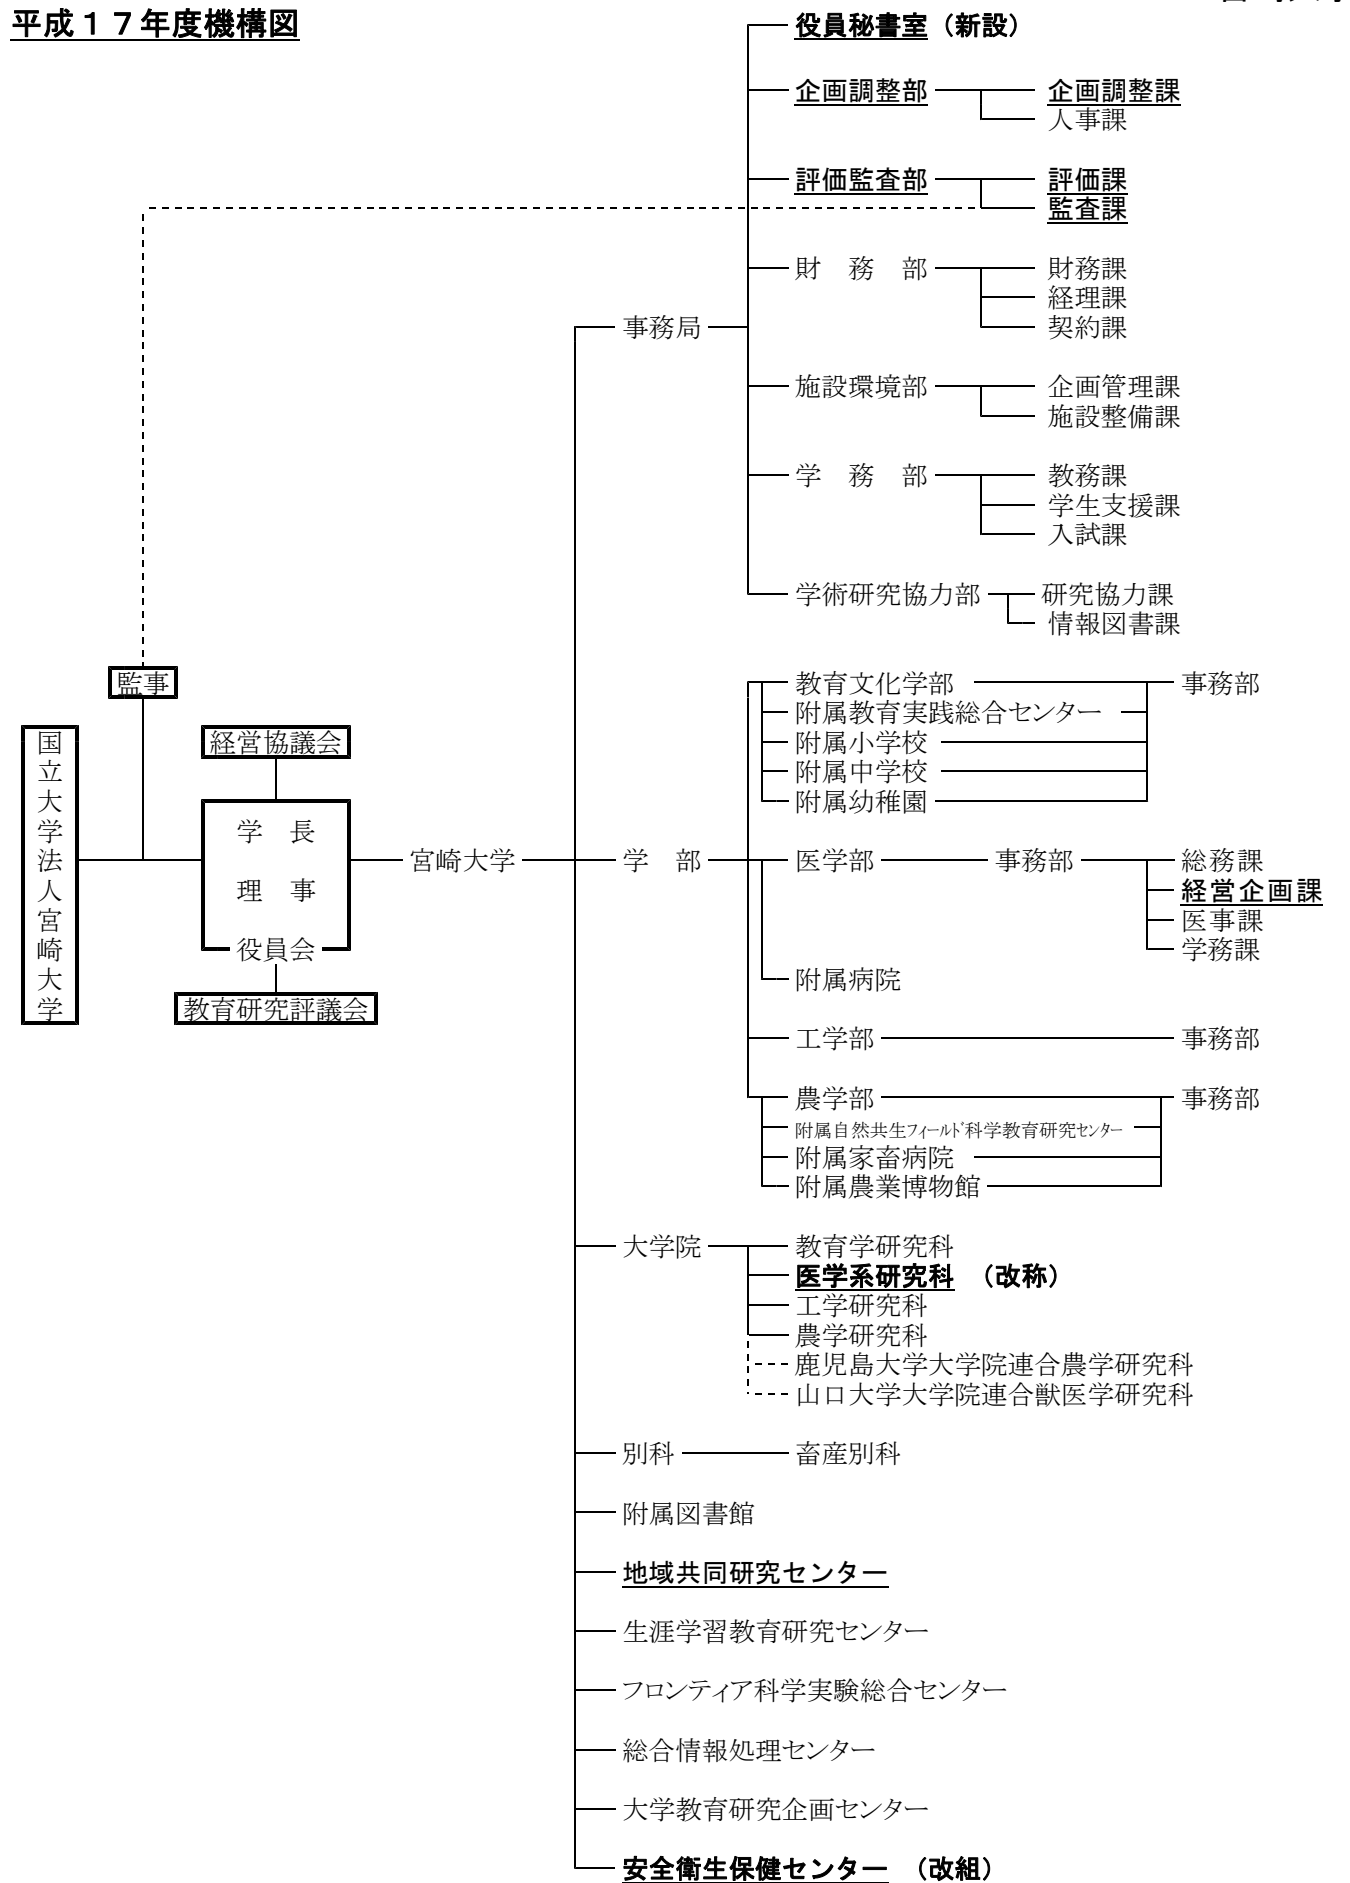 平成１７年度機構図
役員秘書室（新設）
企画調整部
企画調整課
人事課
評価監査部
評価課
監査課
財　務　部
財務課
経理課
契約課
事務局
施設環境部
企画管理課
施設整備課
学　務　部
教務課
学生支援課
入試課
学術研究協力部
研究協力課
情報図書課
監事
国立大学法人宮崎大学
経営協議会
学　長
理　事
役員会
教育研究評議会
宮崎大学
学　部
教育文化学部
事務部
附属教育実践総合センター
附属小学校
附属中学校
附属幼稚園
医学部
事務部
総務課
経営企画課
医事課
学務課
附属病院
工学部
事務部
農学部
事務部
附属自然共生フィールド科学教育研究センター
附属家畜病院
附属農業博物館
大学院
教育学研究科
医学系研究科　（改称）
工学研究科
農学研究科
鹿児島大学大学院連合農学研究科
山口大学大学院連合獣医学研究科
別科
畜産別科
附属図書館
地域共同研究センター
生涯学習教育研究センター
フロンティア科学実験総合センター
総合情報処理センター
大学教育研究企画センター
安全衛生保健センター　（改組）